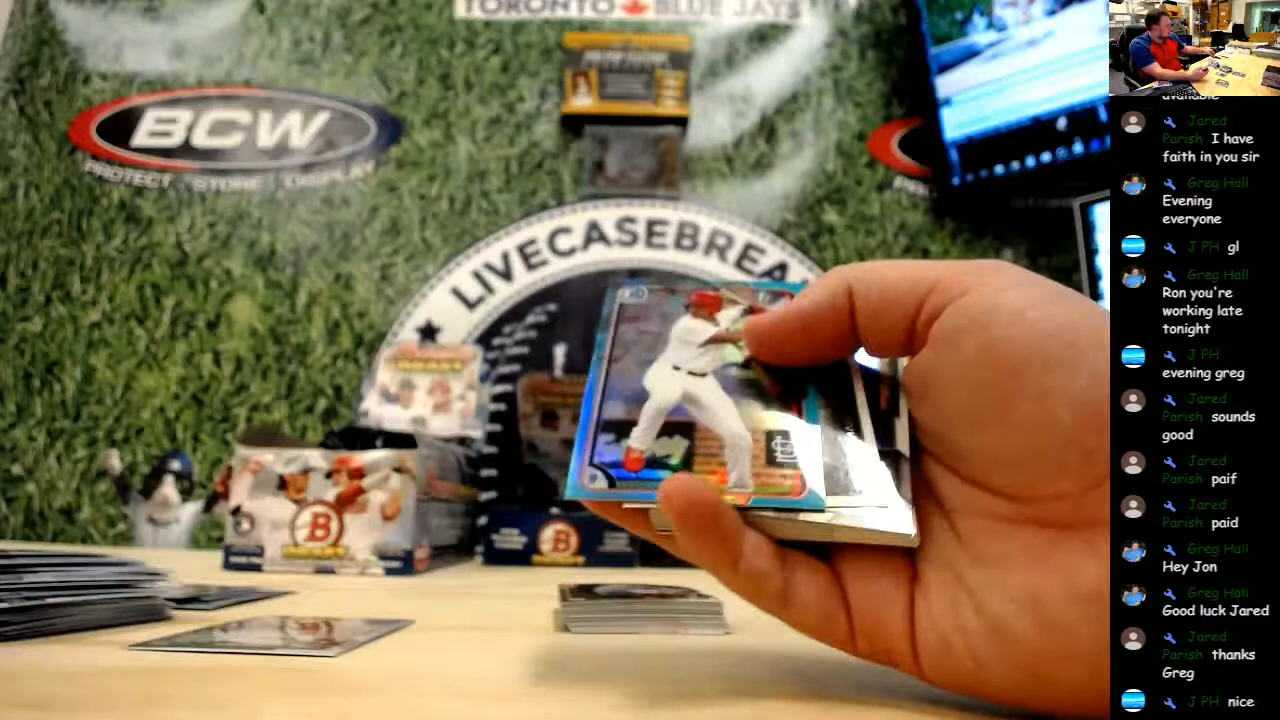 TORONTO BLUE JAYS
BCW
PROTECT STORE DISPLAY
LIVECASEBREA
B
B
available
Jared
Parish I have
faith in you sir
Greg Hall
Evening
everyone
J PH gl
Greg Hall
Ron you're
working late
tonight
J PH
evening greg
Jared
Parish sounds
good
Jared
Parish paif
Jared
Parish paid
Greg Hall
Hey Jon
Greg Hall
Good luck Jared
Jared
Parish thanks
Greg
J PH nice